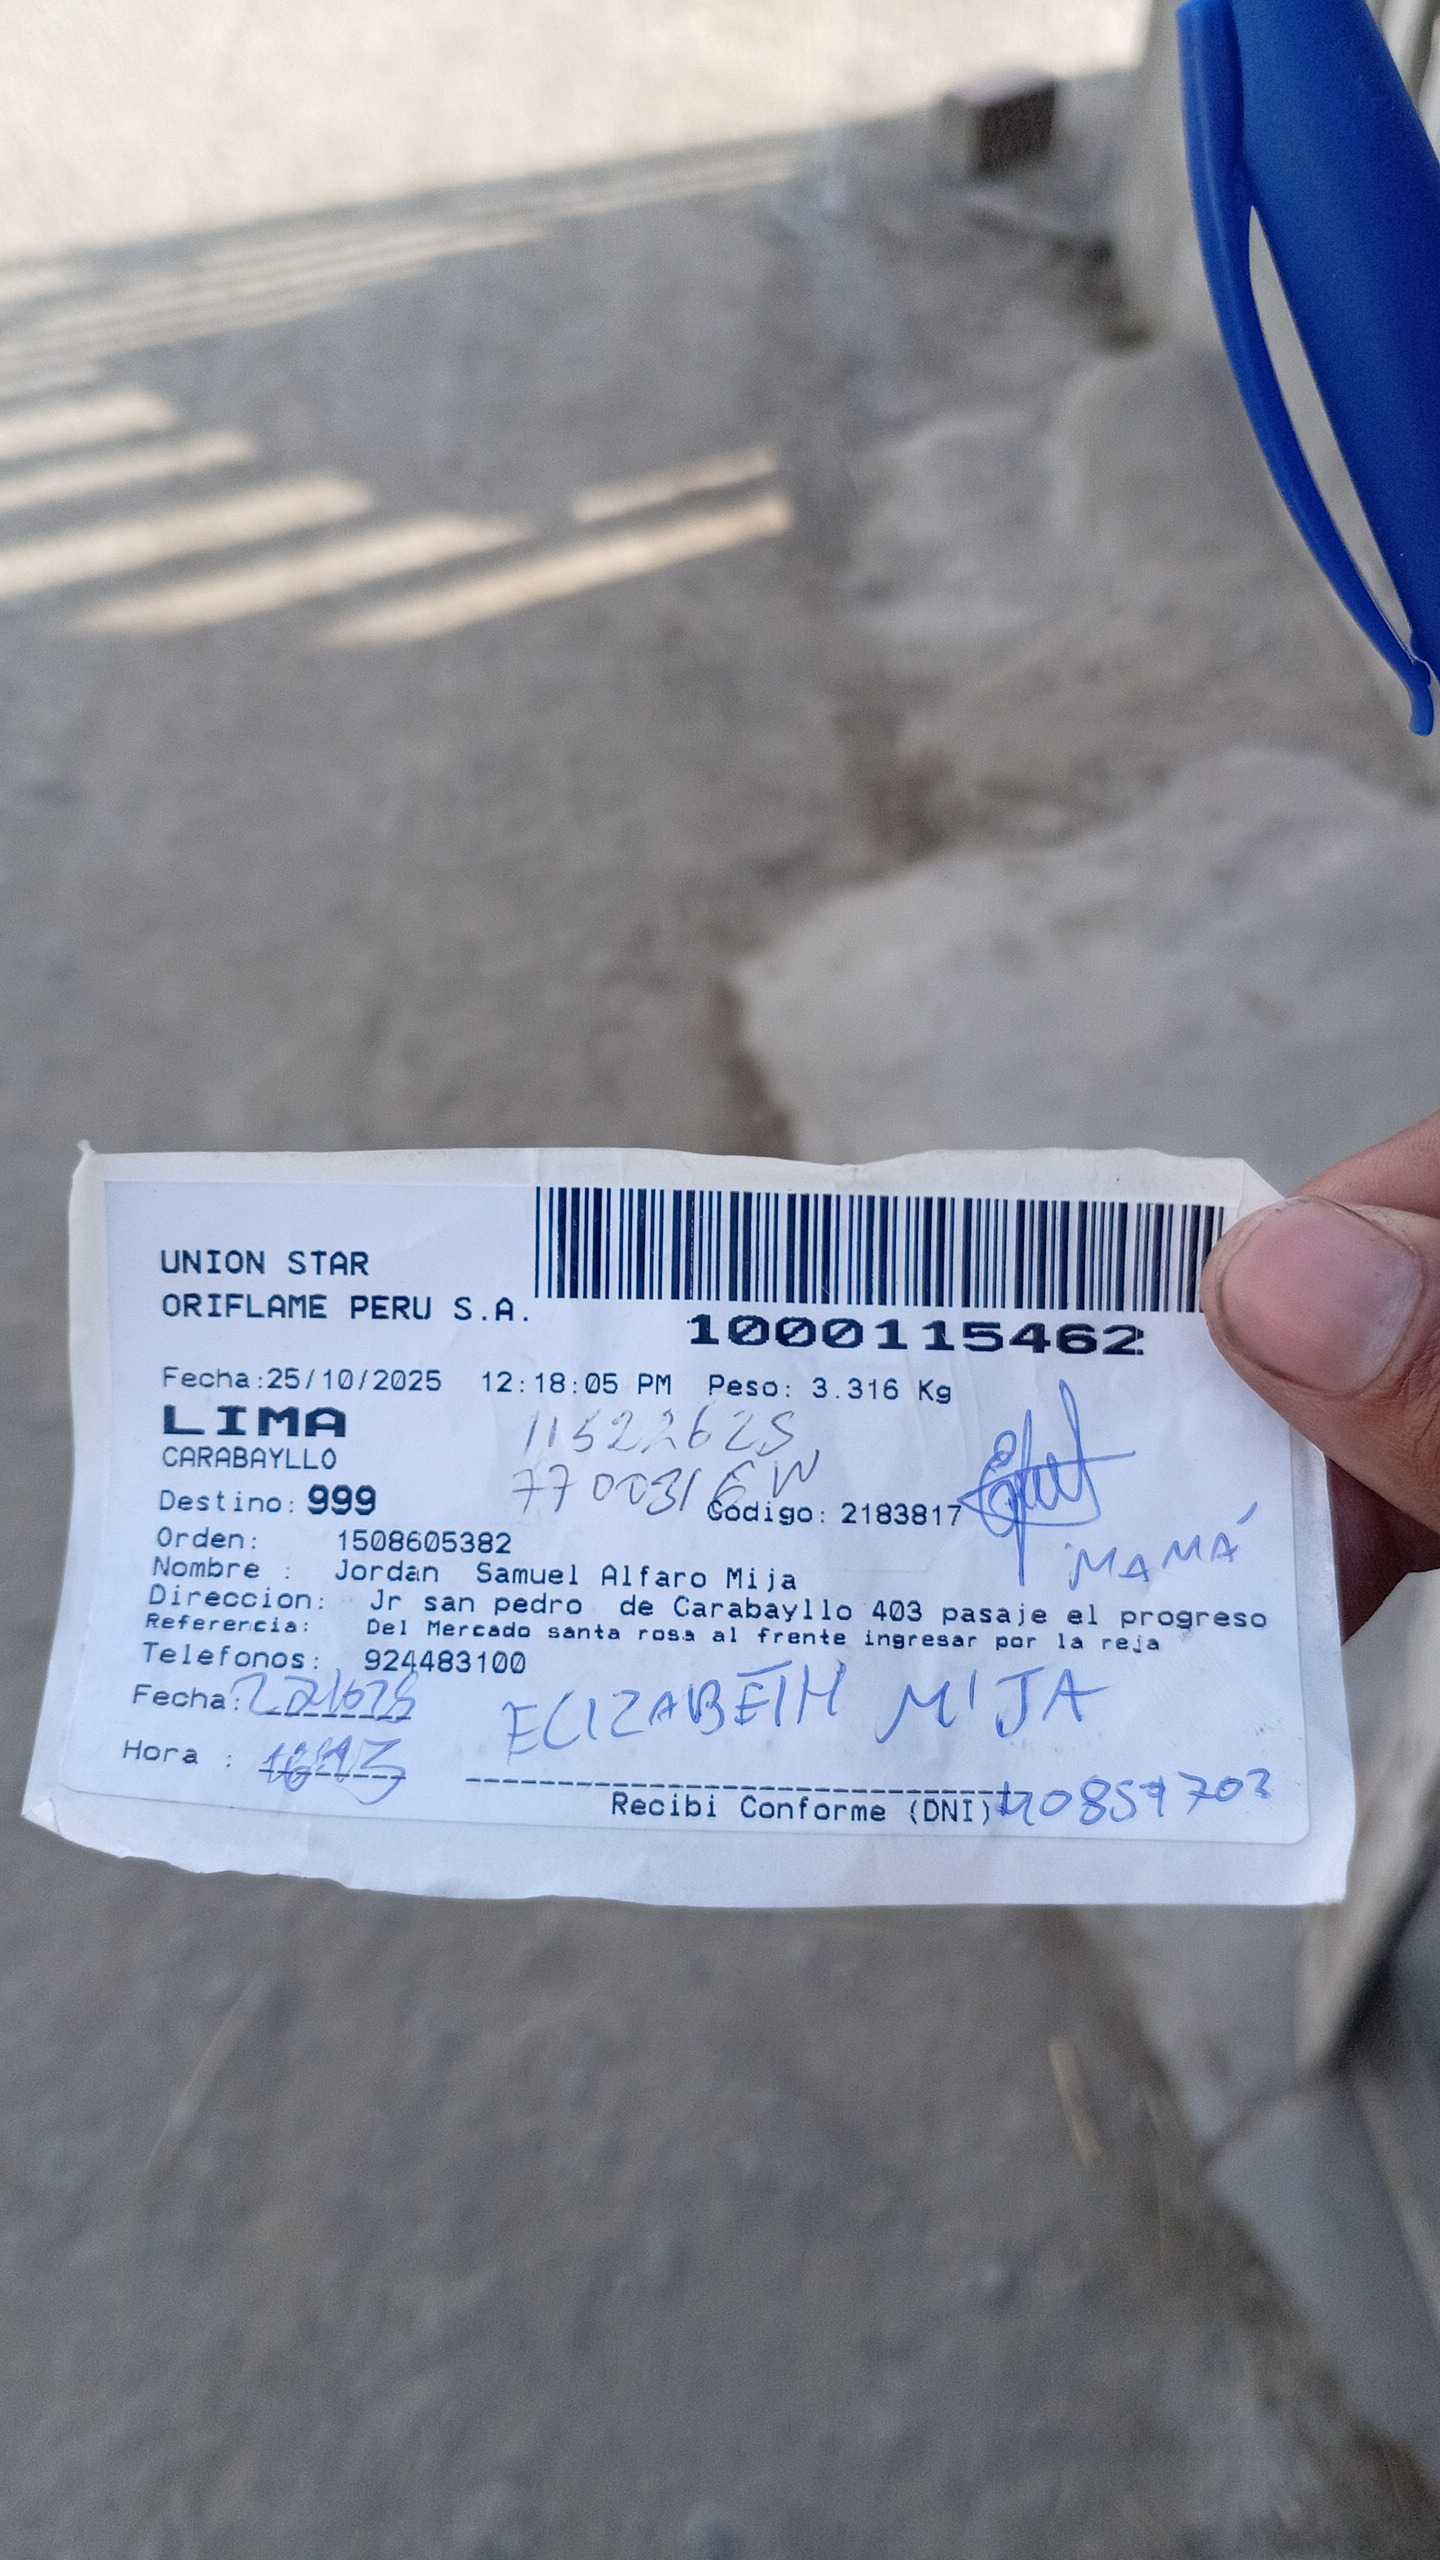 UNION STAR
ORIFLAME PERU S.A.
1000115462
Fecha:25/10/2025 12:18:05 PM Peso: 3.316 Kg
LIMA
CARABAYLLO
Destino: 999
Codigo: 2183817
MAMÁ
Orden: 1508605382
Nombre : Jordan Samuel Alfaro Mija
Direccion: Jr san pedro de Carabayllo 403 pasaje el progreso
Referencia: Del Mercado santa rosa al frente ingresar por la reja
Telefonos: 924483100
Fecha:
ELIZABETH MIJA
Hora :
Recibi Conforme (DNI)